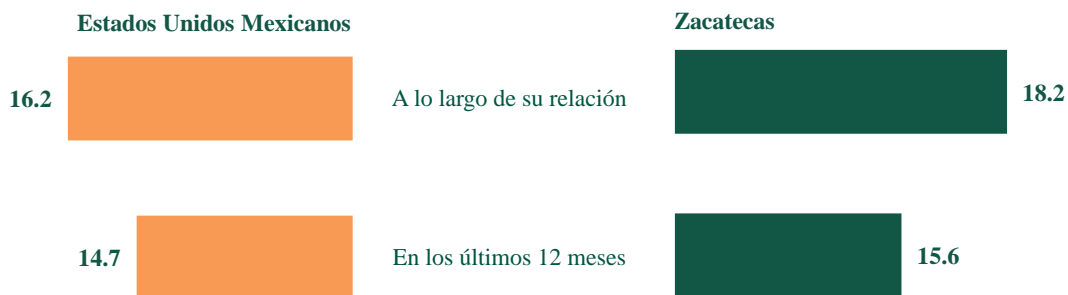 Estados Unidos Mexicanos
Zacatecas
16.2
A lo largo de su relación
18.2
14.7
En los últimos 12 meses
15.6